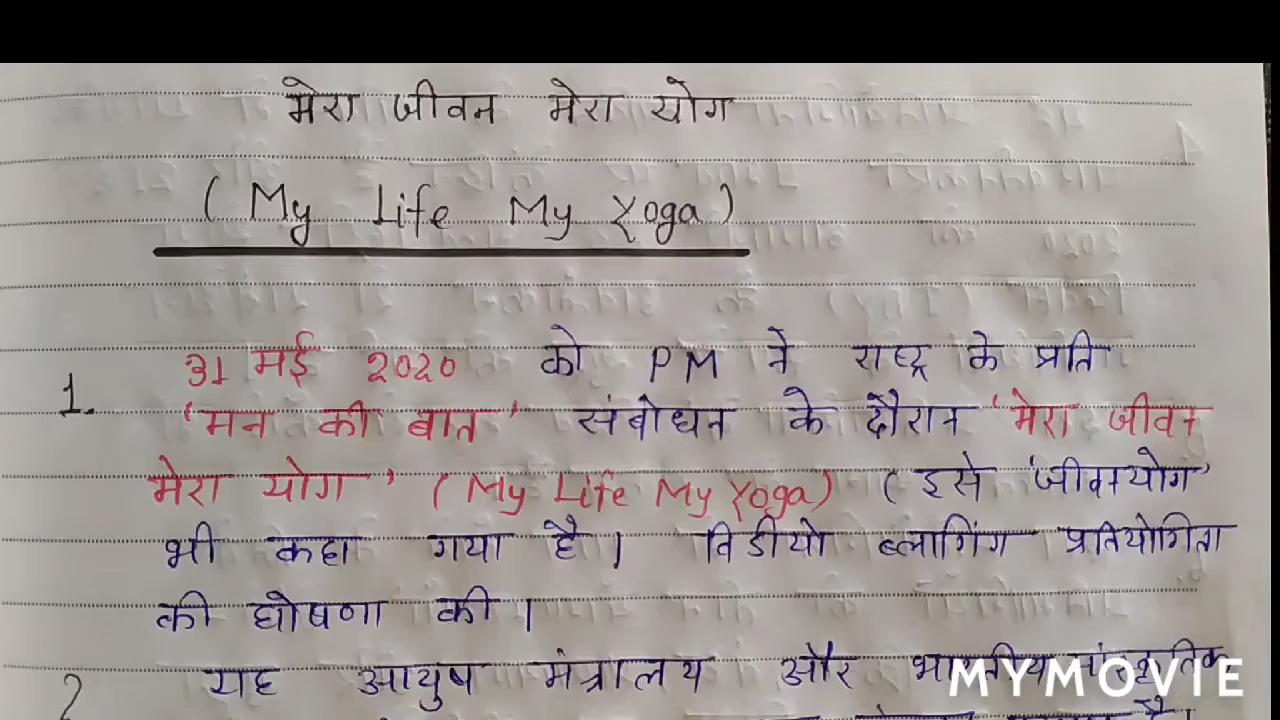 मेरा जीवन मेरा योग
( My Life My Yoga )
1. 31 मई 2020 को PM ने राष्ट्र के प्रति
'मन की बात' संबोधन के दौरान 'मेरा जीवन
मेरा योग' ( My Life My Yoga ) ( इसे 'जीवनयोग'
भी कहा गया है। विडीयो ब्लागिंग प्रतियोगिता
की घोषणा की।
2 यह आयुष मंत्रालय और भारतीय सांस्कृतिक
MYMOVIE